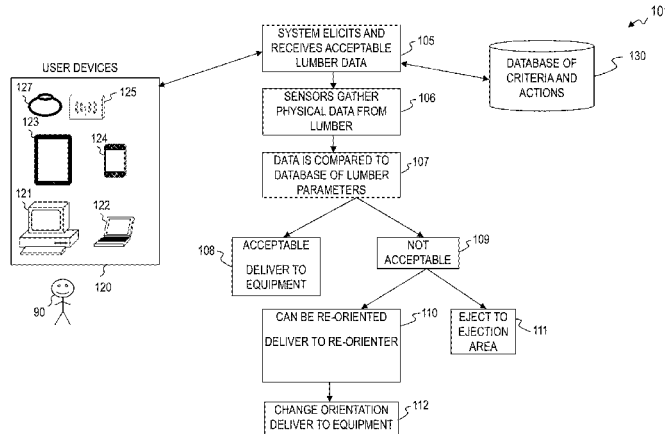 101
SYSTEM ELICITS AND
RECEIVES ACCEPTABLE
LUMBER DATA
105
DATABASE OF
CRITERIA AND
ACTIONS
130
USER DEVICES
127
125
123
124
121
122
120
90
SENSORS GATHER
PHYSICAL DATA FROM
LUMBER
106
DATA IS COMPARED TO
DATABASE OF LUMBER
PARAMETERS
107
ACCEPTABLE
DELIVER TO
EQUIPMENT
108
NOT
ACCEPTABLE
109
CAN BE RE-ORIENTED
DELIVER TO RE-ORIENTER
110
EJECT TO
EJECTION
AREA
111
CHANGE ORIENTATION
DELIVER TO EQUIPMENT
112